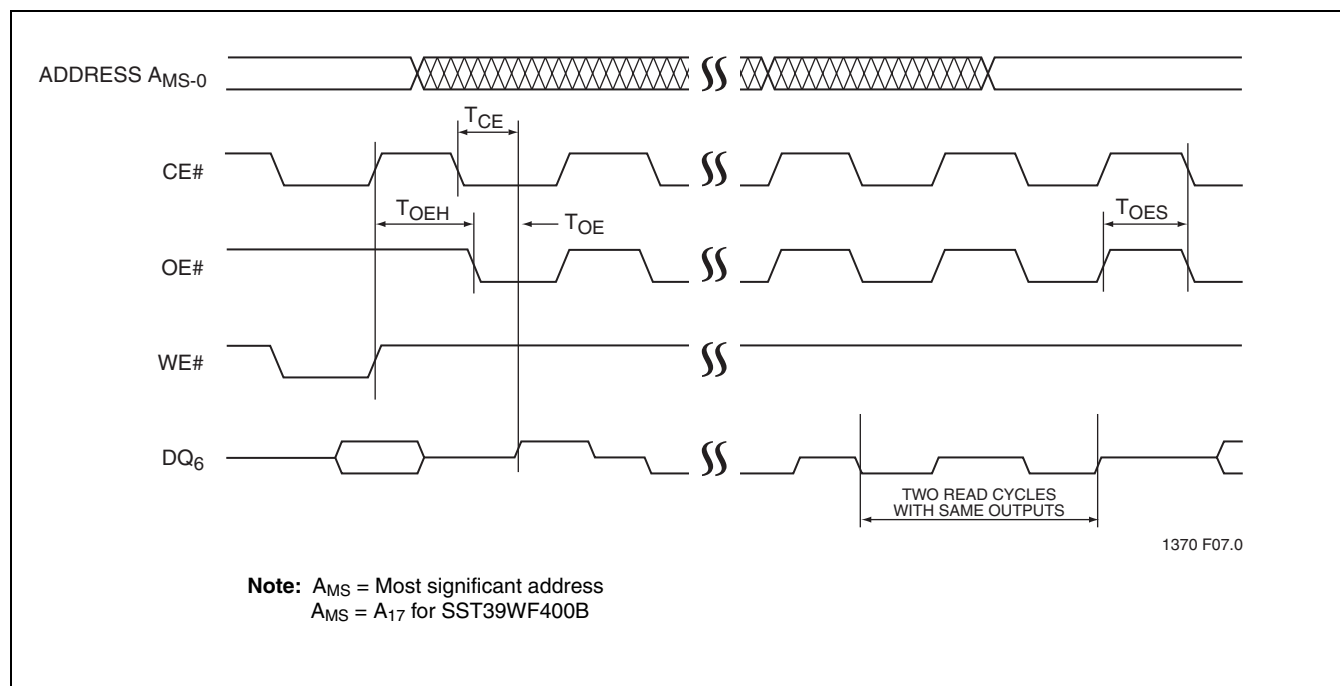 ADDRESS AMS-0
TCE
CE#
TOEH
TOE
TOES
OE#
WE#
DQ6
TWO READ CYCLES
WITH SAME OUTPUTS
1370 F07.0
Note: AMS = Most significant address
AMS = A17 for SST39WF400B